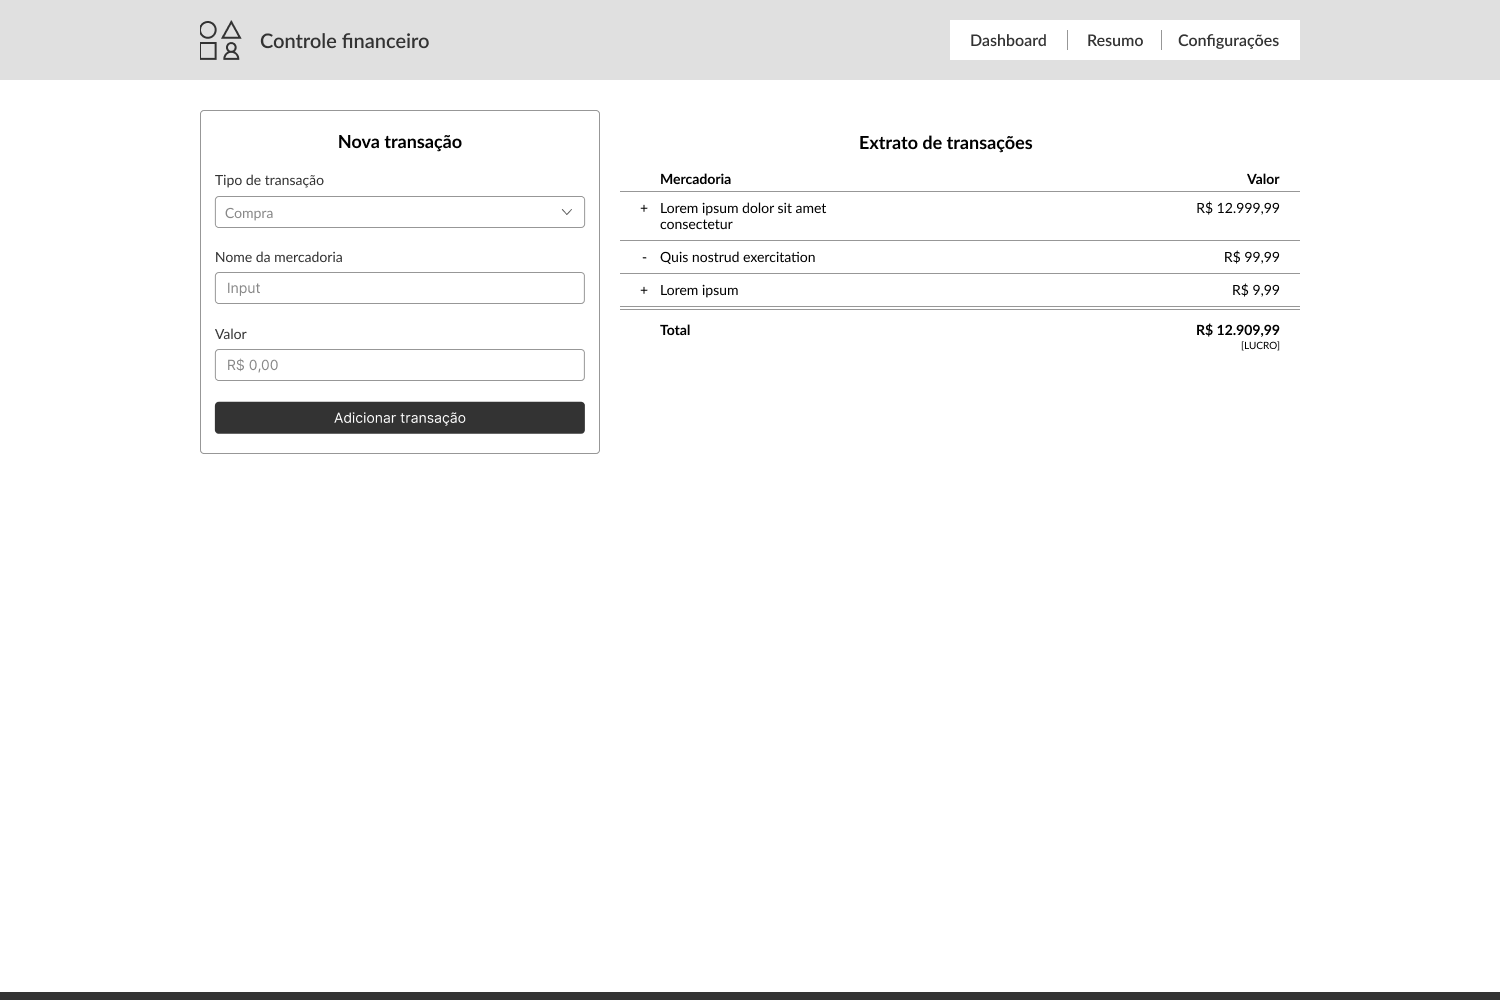 Controle financeiro
Dashboard
Resumo
Configurações
Nova transação
Tipo de transação
Compra
Nome da mercadoria
Input
Valor
R$ 0,00
Adicionar transação
Extrato de transações
Mercadoria Valor
+ Lorem ipsum dolor sit amet R$ 12.999,99
consectetur
- Quis nostrud exercitation R$ 99,99
+ Lorem ipsum R$ 9,99
Total R$ 12.909,99
[LUCRO]